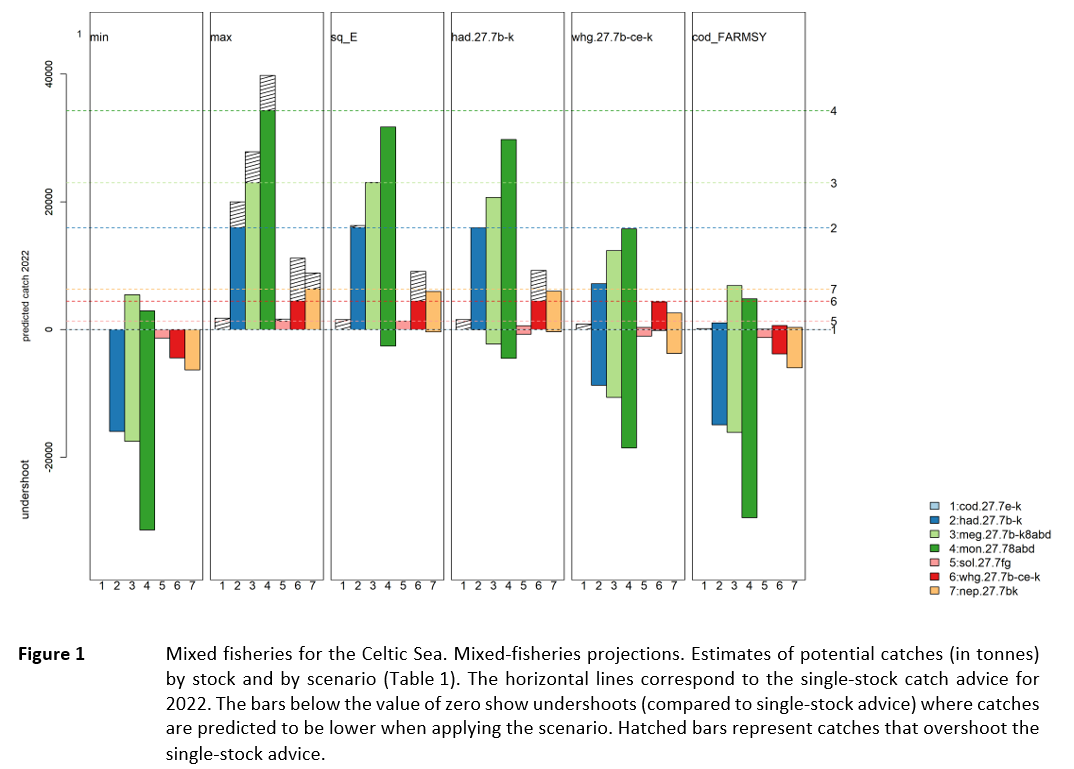 1
min
max
sq_E
had.27.7b-k
whg.27.7b-ce-k
cod_FARMSY
40000
20000
0
-20000
predicted catch 2022
undershoot
4
3
2
7
6
5
1
1 2 3 4 5 6 7
1 2 3 4 5 6 7
1 2 3 4 5 6 7
1 2 3 4 5 6 7
1 2 3 4 5 6 7
1 2 3 4 5 6 7
1:cod.27.7e-k
2:had.27.7b-k
3:meg.27.7b-k8abd
4:mon.27.78abd
5:sol.27.7fg
6:whg.27.7b-ce-k
7:nep.27.7bk
Figure 1
Mixed fisheries for the Celtic Sea. Mixed-fisheries projections. Estimates of potential catches (in tonnes)
by stock and by scenario (Table 1). The horizontal lines correspond to the single-stock catch advice for
2022. The bars below the value of zero show undershoots (compared to single-stock advice) where catches
are predicted to be lower when applying the scenario. Hatched bars represent catches that overshoot the
single-stock advice.